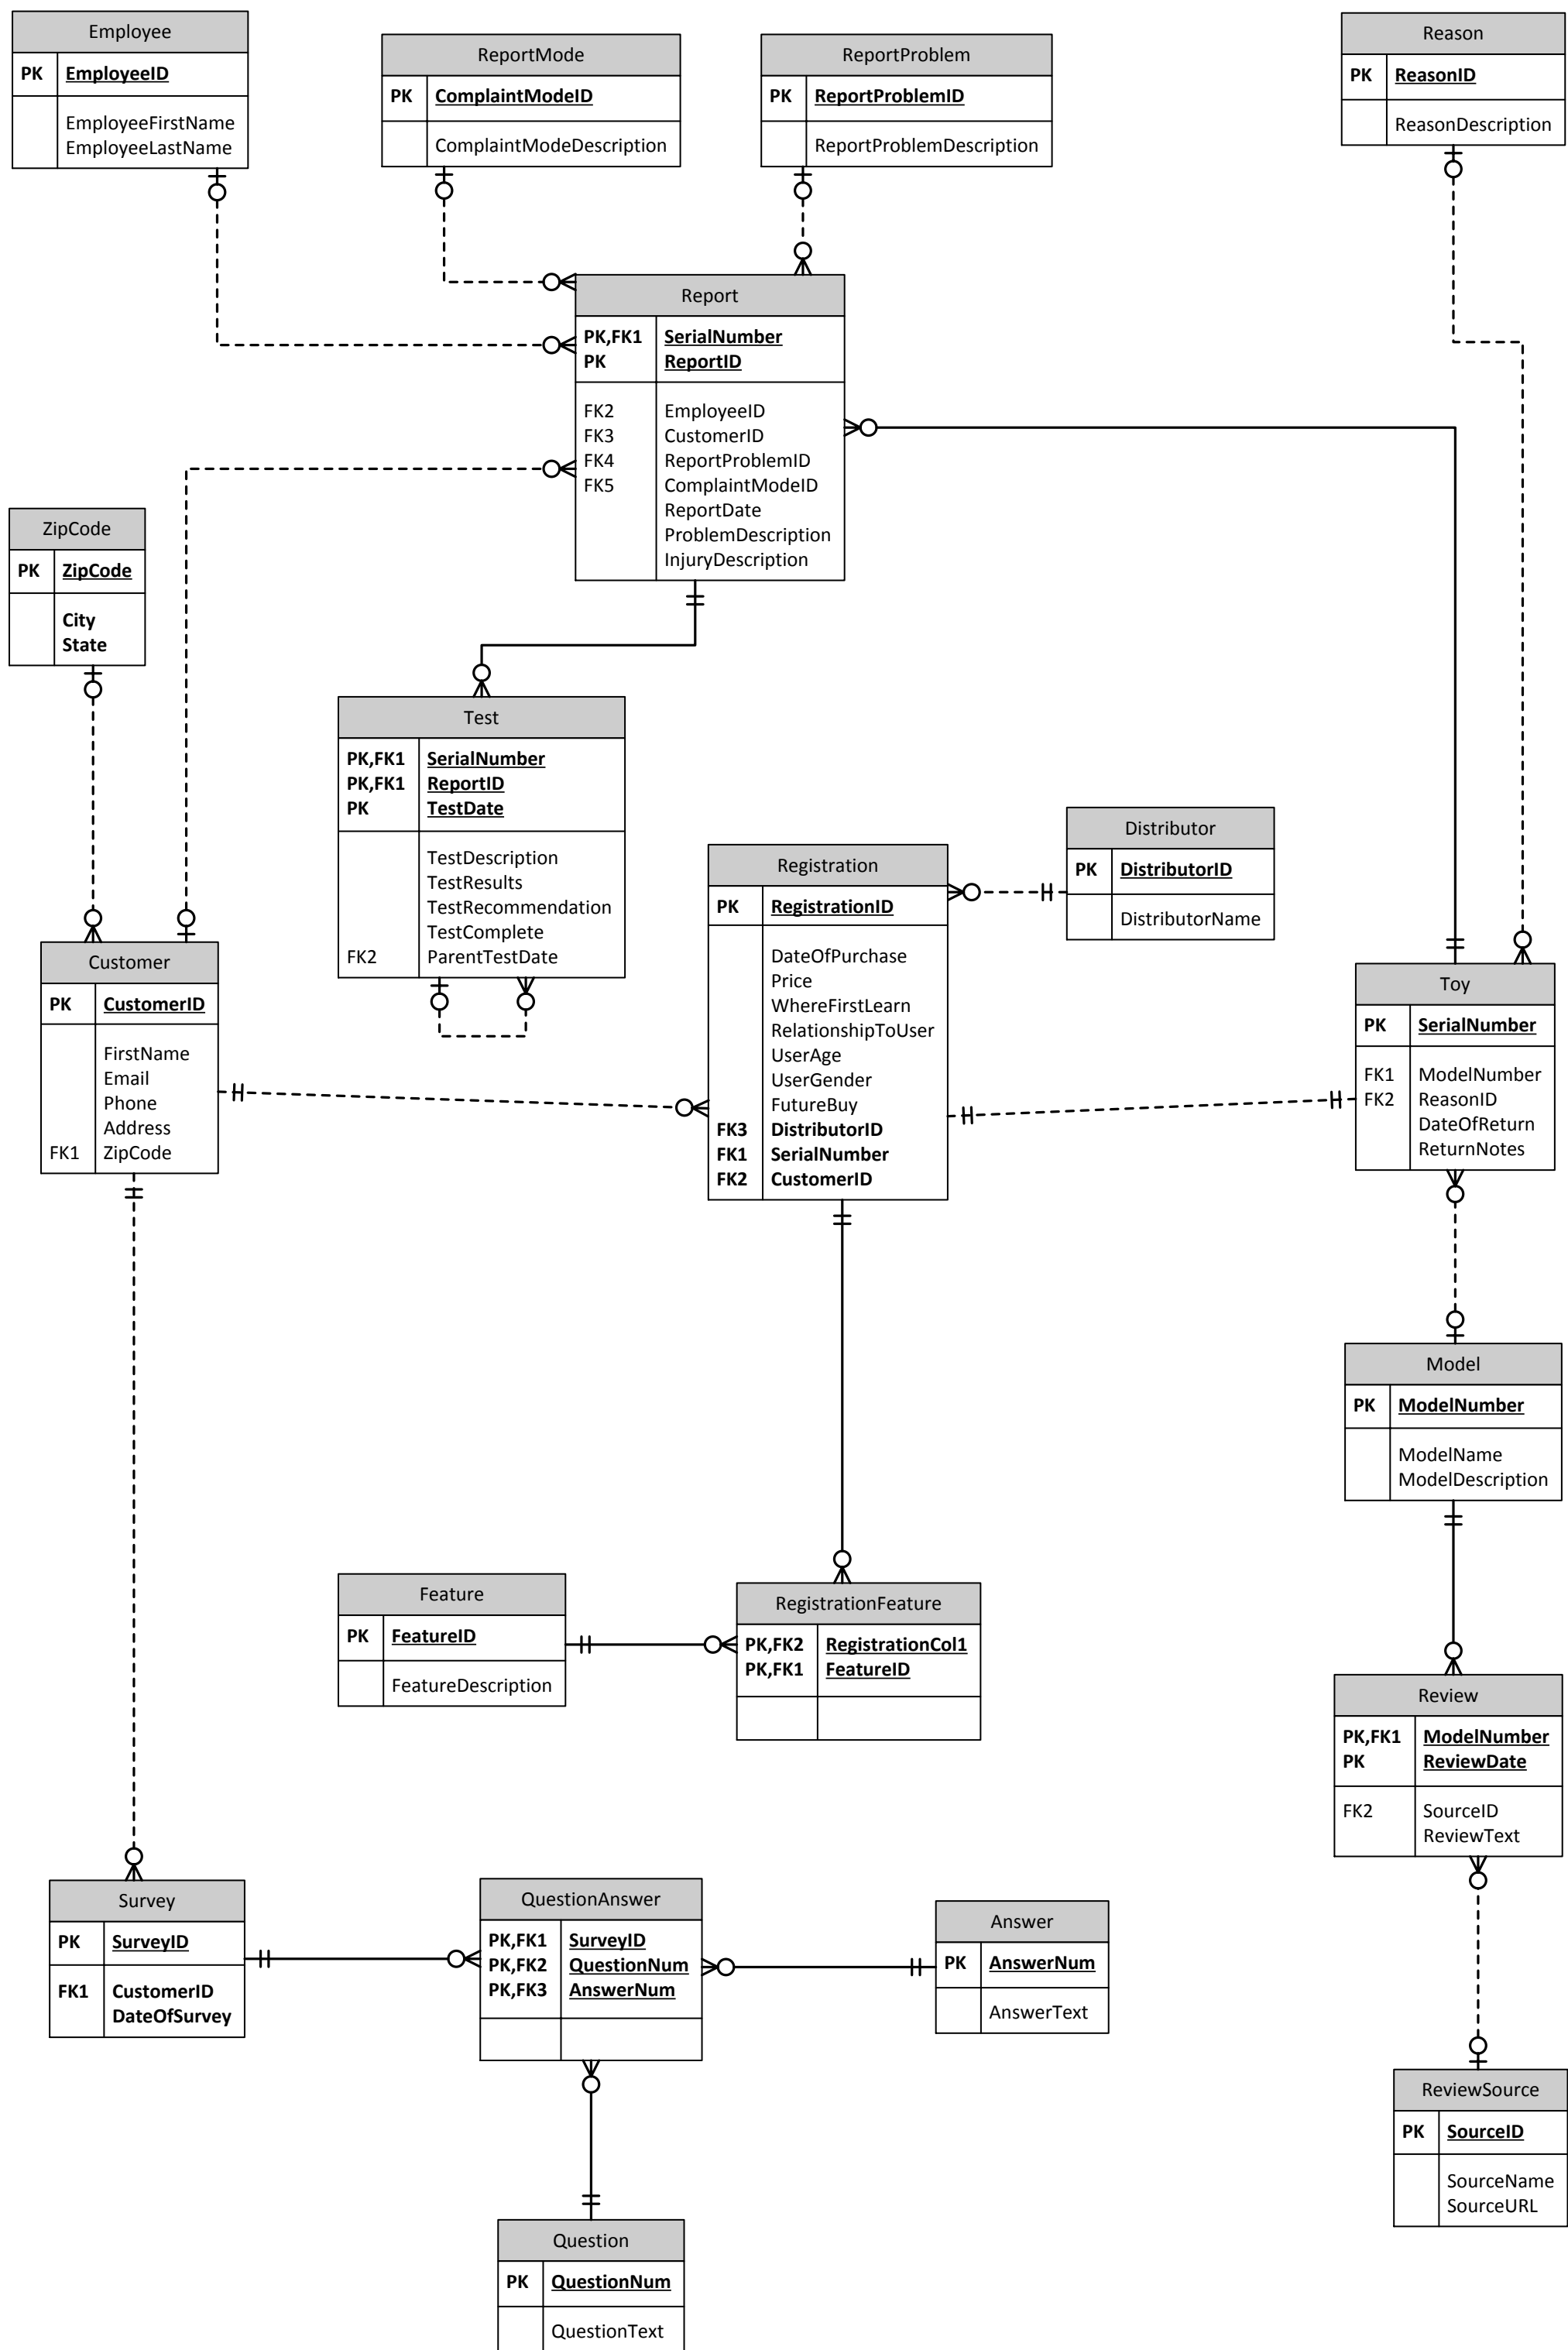 Employee
PK EmployeeID
EmployeeFirstName
EmployeeLastName
ReportMode
PK ComplaintModeID
ComplaintModeDescription
ReportProblem
PK ReportProblemID
ReportProblemDescription
Reason
PK ReasonID
ReasonDescription
Report
PK,FK1 SerialNumber
PK ReportID
FK2 EmployeeID
FK3 CustomerID
FK4 ReportProblemID
FK5 ComplaintModeID
ReportDate
ProblemDescription
InjuryDescription
ZipCode
PK ZipCode
City
State
Test
PK,FK1 SerialNumber
PK,FK1 ReportID
PK TestDate
TestDescription
TestResults
TestRecommendation
TestComplete
FK2 ParentTestDate
Distributor
PK DistributorID
DistributorName
Registration
PK RegistrationID
DateOfPurchase
Price
WhereFirstLearn
RelationshipToUser
UserAge
UserGender
FutureBuy
FK3 DistributorID
FK1 SerialNumber
FK2 CustomerID
Customer
PK CustomerID
FirstName
Email
Phone
Address
FK1 ZipCode
Toy
PK SerialNumber
FK1 ModelNumber
FK2 ReasonID
DateOfReturn
ReturnNotes
Model
PK ModelNumber
ModelName
ModelDescription
Feature
PK FeatureID
FeatureDescription
RegistrationFeature
PK,FK2 RegistrationCol1
PK,FK1 FeatureID
Review
PK,FK1 ModelNumber
PK ReviewDate
FK2 SourceID
ReviewText
Survey
PK SurveyID
FK1 CustomerID
DateOfSurvey
QuestionAnswer
PK,FK1 SurveyID
PK,FK2 QuestionNum
PK,FK3 AnswerNum
Answer
PK AnswerNum
AnswerText
ReviewSource
PK SourceID
SourceName
SourceURL
Question
PK QuestionNum
QuestionText